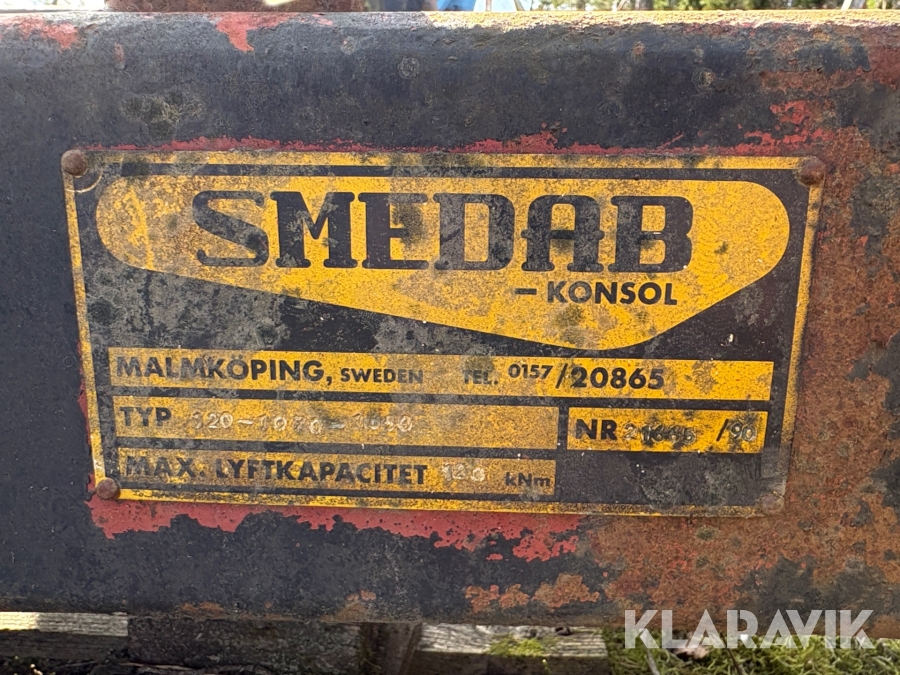 SMEDAB
– KONSOL
MALMKÖPING, SWEDEN TEL. 0157/20865
TYP
NR /90
MAX. LYFTKAPACITET kNm
KLARAVIK